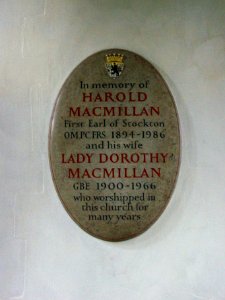 In memory of
HAROLD
MACMILLAN
First Earl of Stockton
OM PC FRS 1894-1986
and his wife
LADY DOROTHY
MACMILLAN
GBE 1900-1966
who worshipped in
this church for
many years